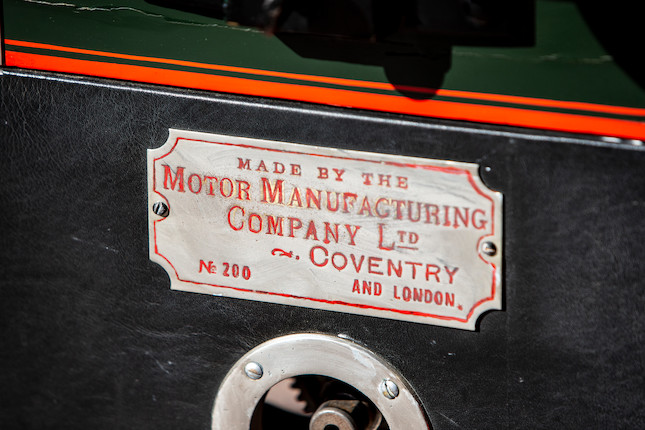 MADE BY THE
MOTOR MANUFACTURING
COMPANY LTD
~. COVENTRY
№ 200 AND LONDON.